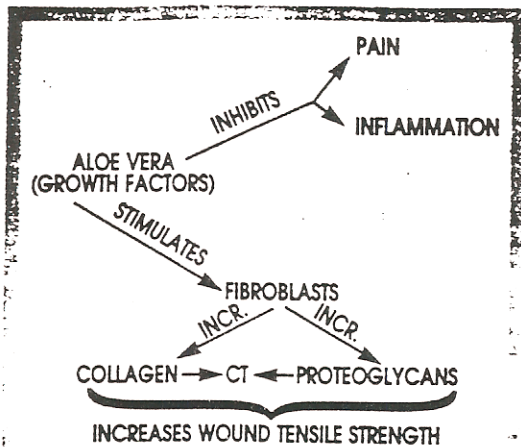 PAIN
INHIBITS
INFLAMMATION
ALOE VERA
(GROWTH FACTORS)
STIMULATES
FIBROBLASTS
INCR.
INCR.
COLLAGEN
CT
PROTEOGLYCANS
INCREASES WOUND TENSILE STRENGTH